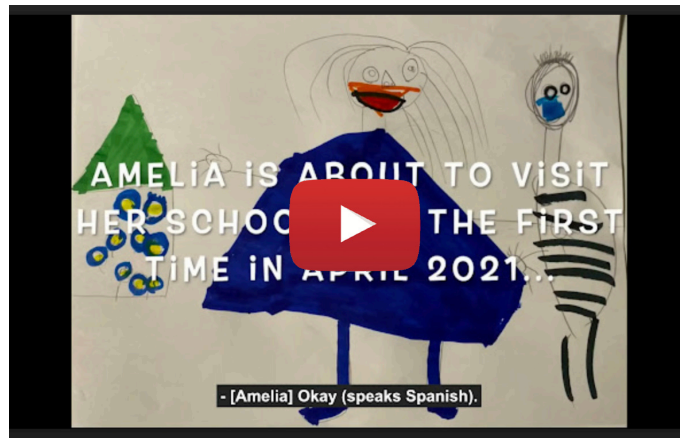 AMELiA iS ABOUT TO ViSiT
HER SCHOO THE FiRST
TiME iN APRiL 2021...
- [Amelia] Okay (speaks Spanish).